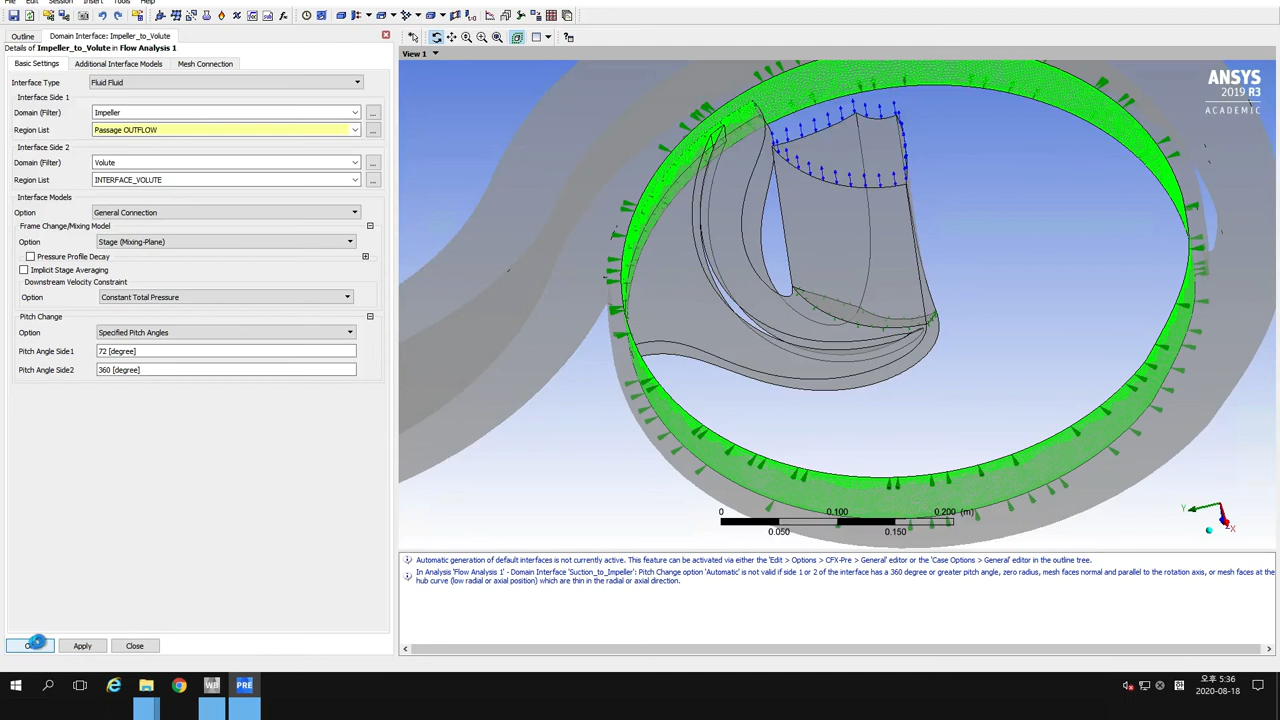 File Edit Session Insert Tools Help
Outline Domain Interface: Impeller_to_Volute
Details of Impeller_to_Volute in Flow Analysis 1
Basic Settings Additional Interface Models Mesh Connection
Interface Type Fluid Fluid
Interface Side 1
Domain (Filter) Impeller ...
Region List Passage OUTFLOW ...
Interface Side 2
Domain (Filter) Volute ...
Region List INTERFACE_VOLUTE ...
Interface Models
Option General Connection
Frame Change/Mixing Model
Option Stage (Mixing-Plane)
Pressure Profile Decay
Implicit Stage Averaging
Downstream Velocity Constraint
Option Constant Total Pressure
Pitch Change
Option Specified Pitch Angles
Pitch Angle Side1 72 [degree]
Pitch Angle Side2 360 [degree]
Apply Close
View 1
ANSYS
2019 R3
ACADEMIC
0 0.100 0.200 (m)
0.050 0.150
Y
X
Automatic generation of default interfaces is not currently active. This feature can be activated via either the 'Edit > Options > CFX-Pre > General' editor or the 'Case Options > General' editor in the outline tree.
In Analysis 'Flow Analysis 1' - Domain Interface 'Suction_to_Impeller': Pitch Change option 'Automatic' is not valid if side 1 or 2 of the interface has a 360 degree or greater pitch angle, zero radius, mesh faces normal and parallel to the rotation axis, or mesh faces at the
hub curve (low radial or axial position) which are thin in the radial or axial direction.
WB PRE
오후 5:36
2020-08-18